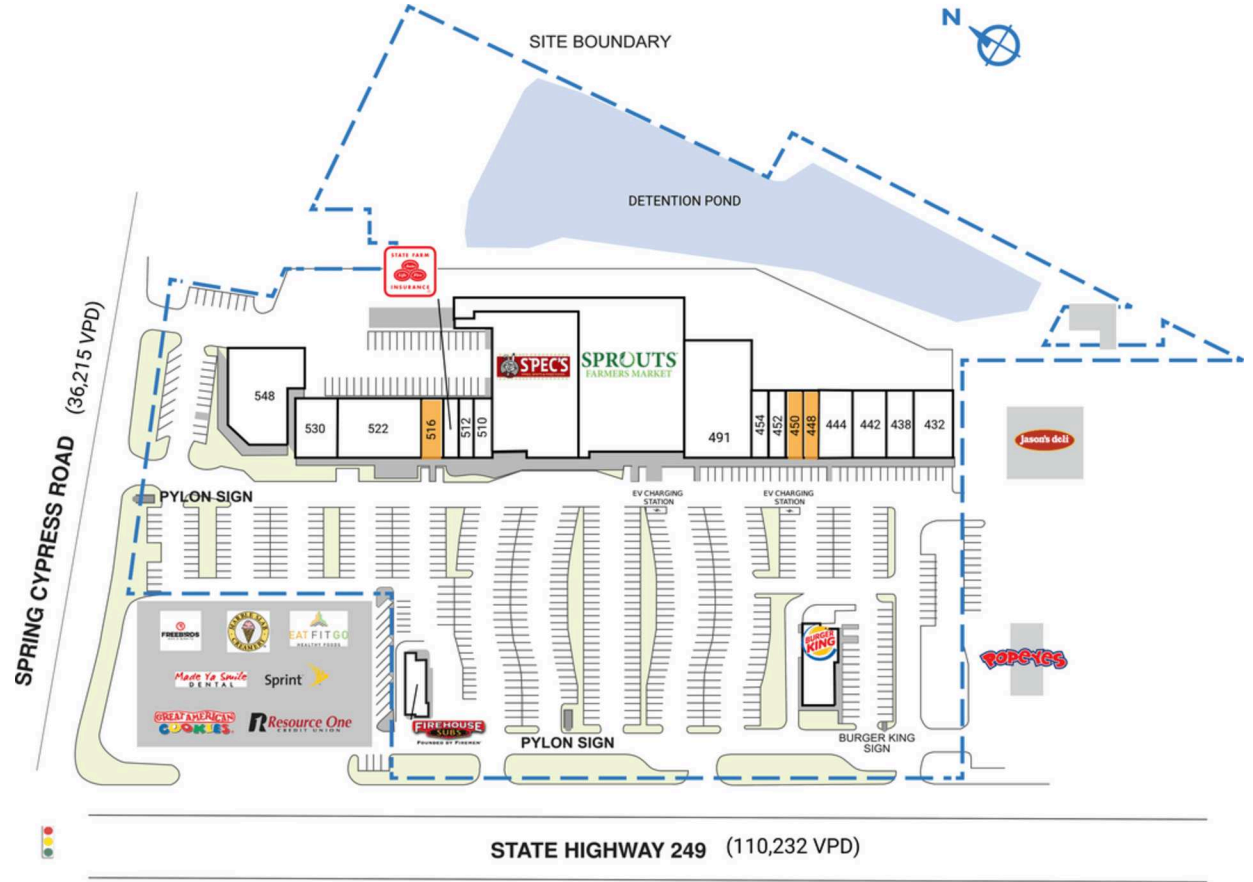 N
SITE BOUNDARY
DETENTION POND
STATE FARM
INSURANCE
SPRING CYPRESS ROAD (36,215 VPD)
548
530
522
516
512
510
SPEC'S
SPROUTS
FARMERS MARKET
491
454
452
450
448
444
442
438
432
Jason's deli
PYLON SIGN
EV CHARGING
STATION
EV CHARGING
STATION
FREEBIRDS
MARBLE SLAB
CREAMERY
EAT FIT GO
HEALTHY FOODS
Made Ya Smile
DENTAL
Sprint
GREAT AMERICAN
COOKIES
Resource One
CREDIT UNION
FIREHOUSE
SUBS
FOUNDED BY FIREMEN
PYLON SIGN
BURGER
KING
BURGER KING
SIGN
POPEYES
STATE HIGHWAY 249 (110,232 VPD)